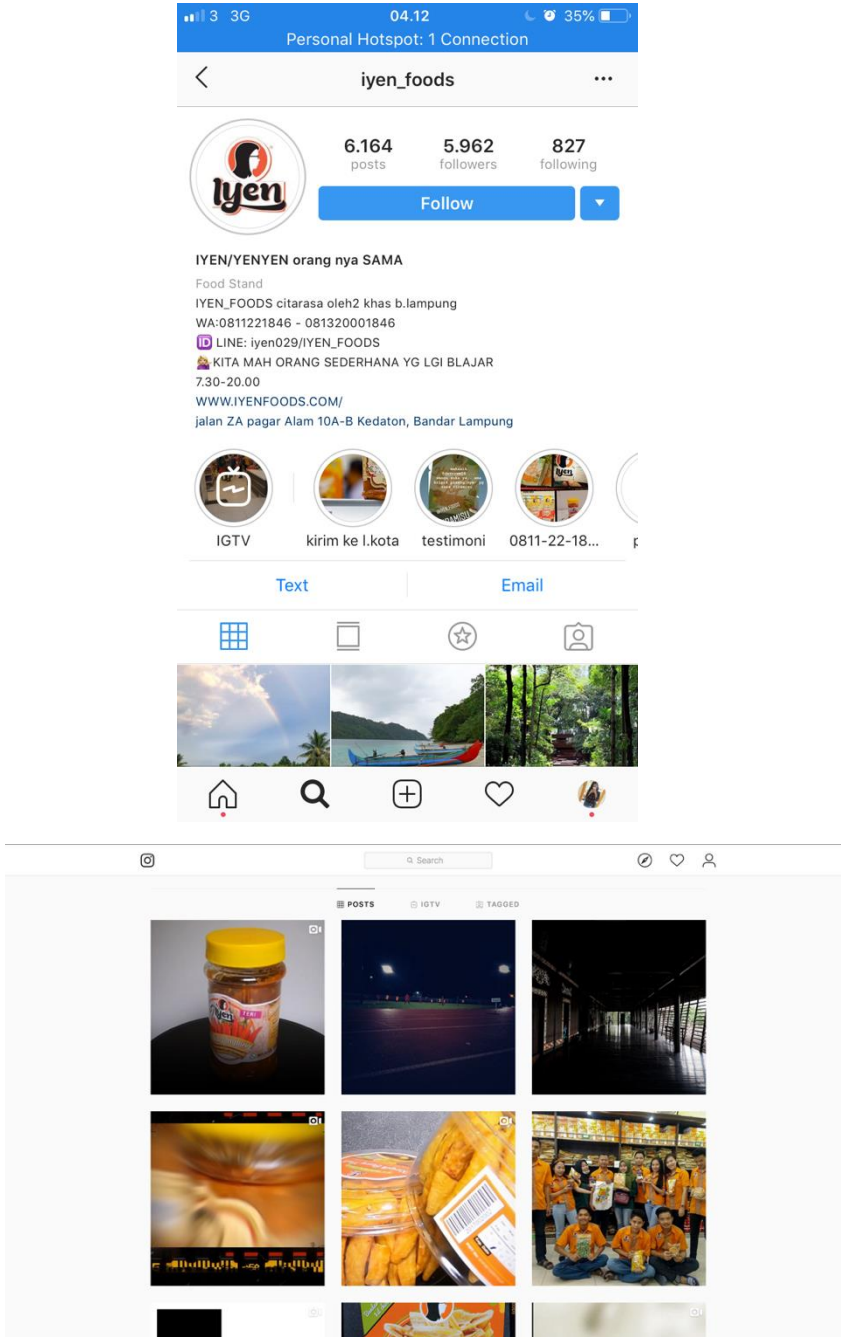 3 3G 04.12 35%
Personal Hotspot: 1 Connection
iyen_foods
Iyen
6.164 5.962 827
posts followers following
Follow
IYEN/YENYEN orang nya SAMA
Food Stand
IYEN_FOODS citarasa oleh2 khas b.lampung
WA:0811221846 - 081320001846
🆔 LINE: iyen029/IYEN_FOODS
💁🏼‍♀️KITA MAH ORANG SEDERHANA YG LGI BLAJAR
7.30-20.00
WWW.IYENFOODS.COM/
jalan ZA pagar Alam 10A-B Kedaton, Bandar Lampung
IGTV kirim ke l.kota testimoni 0811-22-18... p
Text Email
Search
POSTS IGTV TAGGED
Iyen TERI